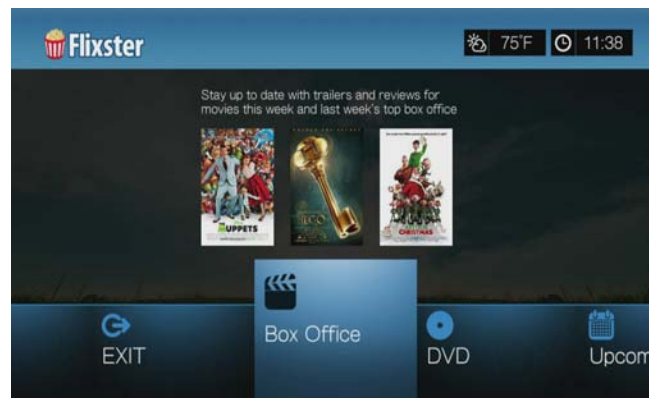 Flixster
75°F
11:38
Stay up to date with trailers and reviews for
movies this week and last week's top box office
MUPPETS
HUGO
CHRISTMAS
Box Office
EXIT
DVD
Upcom